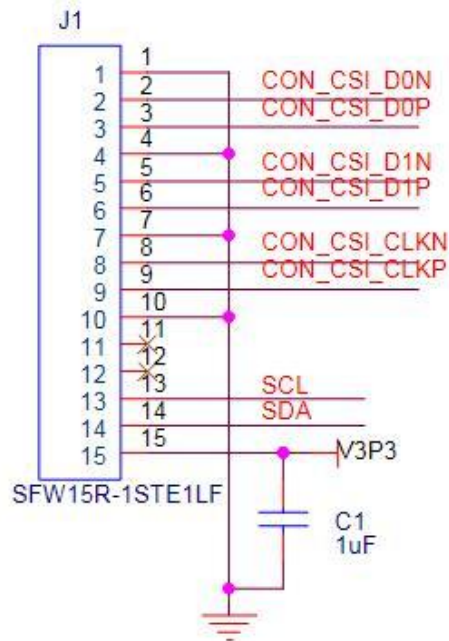 J1
1 1
2 2 CON_CSI_D0N
3 3 CON_CSI_D0P
4 4
5 5 CON_CSI_D1N
6 6 CON_CSI_D1P
7 7
8 8 CON_CSI_CLKN
9 9 CON_CSI_CLKP
10 10
11 11
12 12
13 13 SCL
14 14 SDA
15 15 V3P3
SFW15R-1STE1LF
C1
1uF